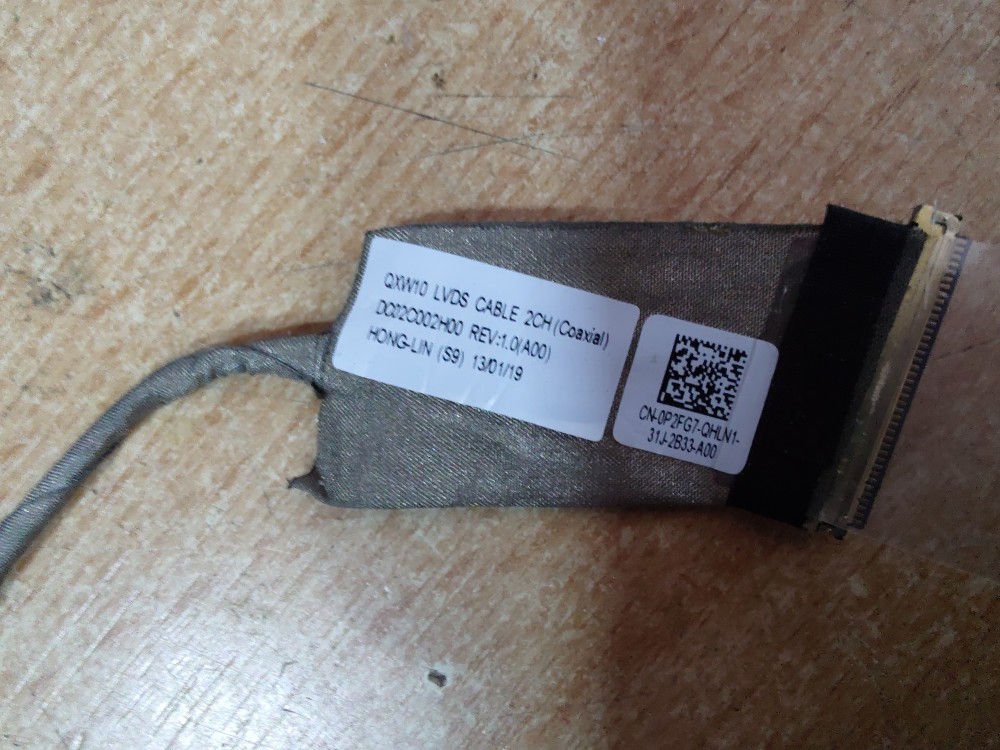 QXW10 LVDS CABLE 2CH(Coaxial)
DC02C002H00 REV:1.0(A00)
HONG-LIN (S9) 13/01/19
CN-0P2FG7-QHLN1-
31J-2B33-A00